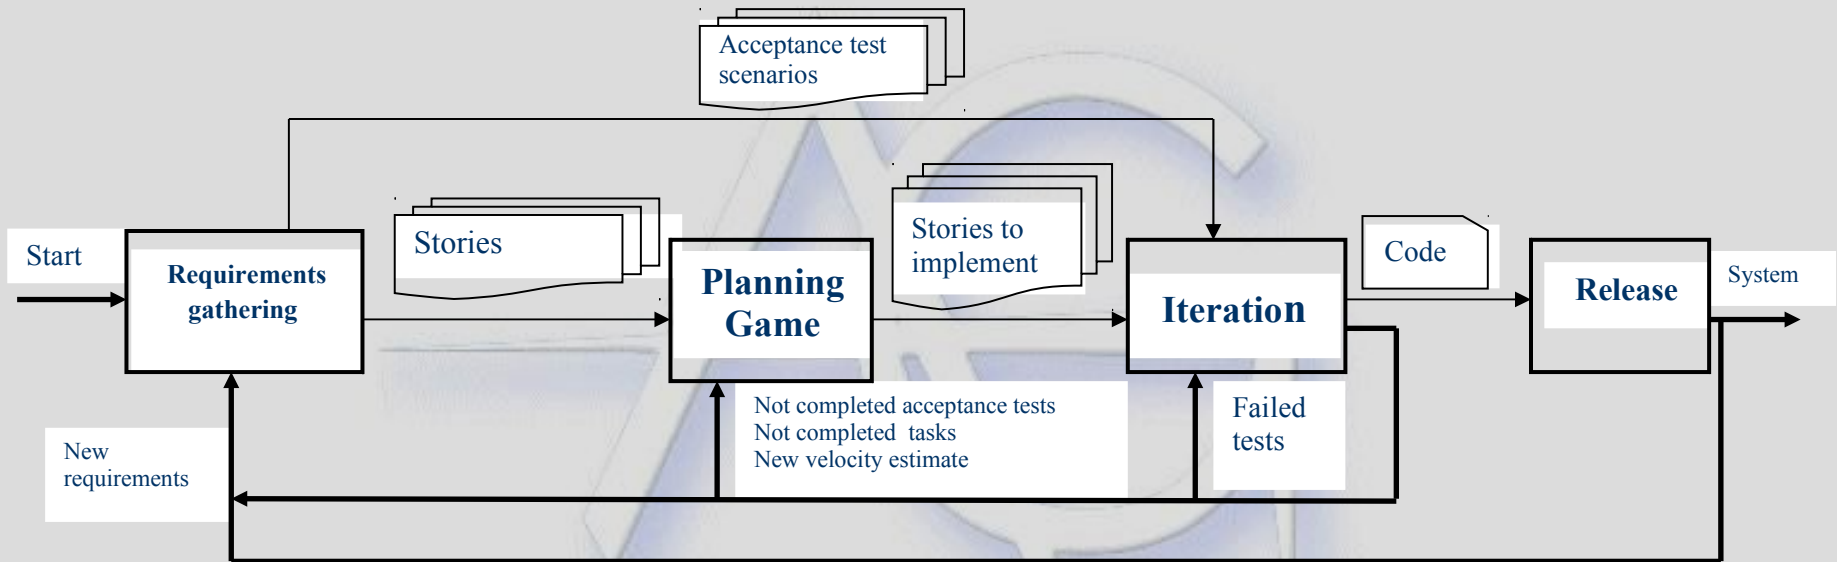 Acceptance test
scenarios
Start
Requirements
gathering
Stories
Planning
Game
Stories to
implement
Iteration
Code
Release
System
New
requirements
Not completed acceptance tests
Not completed tasks
New velocity estimate
Failed
tests